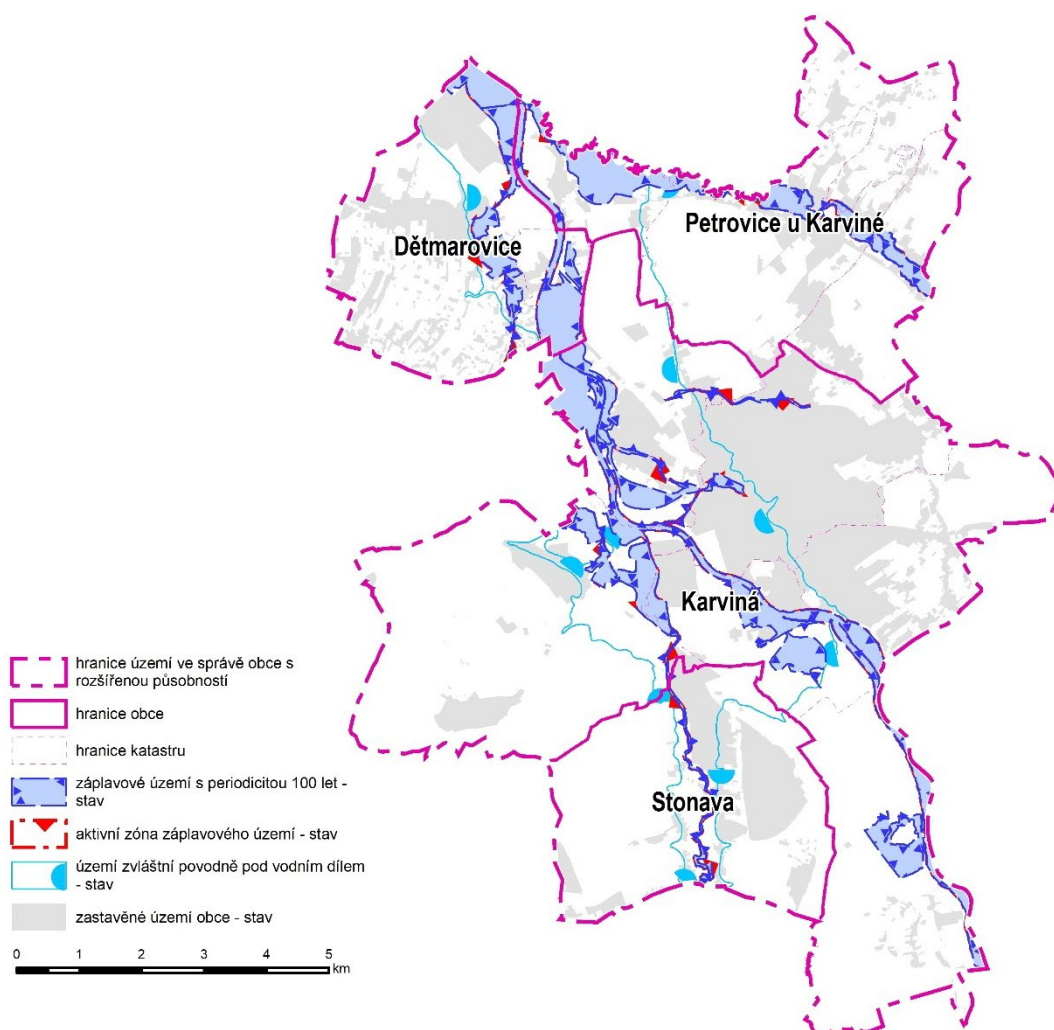 Petrovice u Karviné
Dětmarovice
Karviná
Stonava
hranice území ve správě obce s
rozšířenou působností
hranice obce
hranice katastru
záplavové území s periodicitou 100 let -
stav
aktivní zóna záplavového území - stav
území zvláštní povodně pod vodním dílem
- stav
zastavěné území obce - stav
0 1 2 3 4 5
km